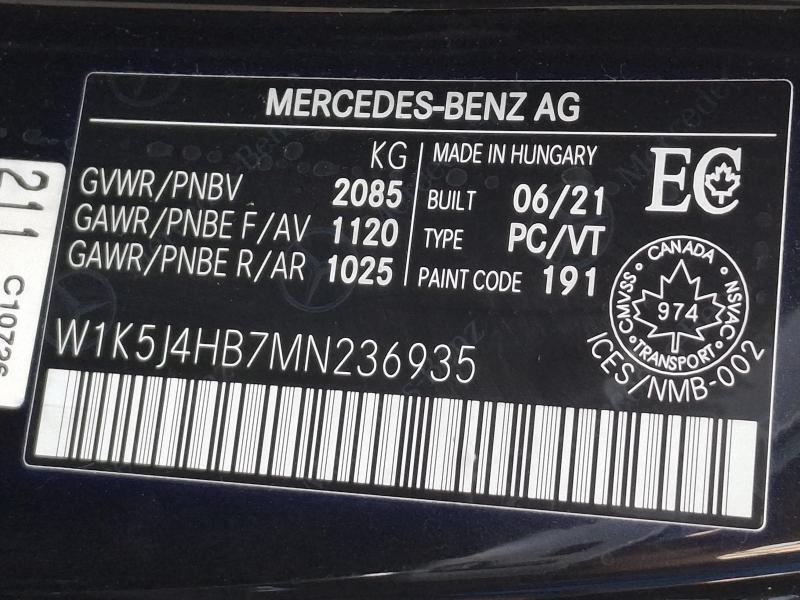 MERCEDES-BENZ AG
KG
GVWR/PNBV 2085
GAWR/PNBE F/AV 1120
GAWR/PNBE R/AR 1025
MADE IN HUNGARY
BUILT 06/21
TYPE PC/VT
PAINT CODE 191
EC
CANADA
CMVSS NSVAC
974
TRANSPORT
ICES/NMB-002
W1K5J4HB7MN236935
211
C10726